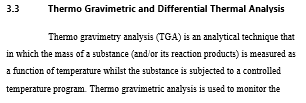 3.3 Thermo Gravimetric and Differential Thermal Analysis
Thermo gravimetry analysis (TGA) is an analytical technique that
in which the mass of a substance (and/or its reaction products) is measured as
a function of temperature whilst the substance is subjected to a controlled
temperature program. Thermo gravimetric analysis is used to monitor the